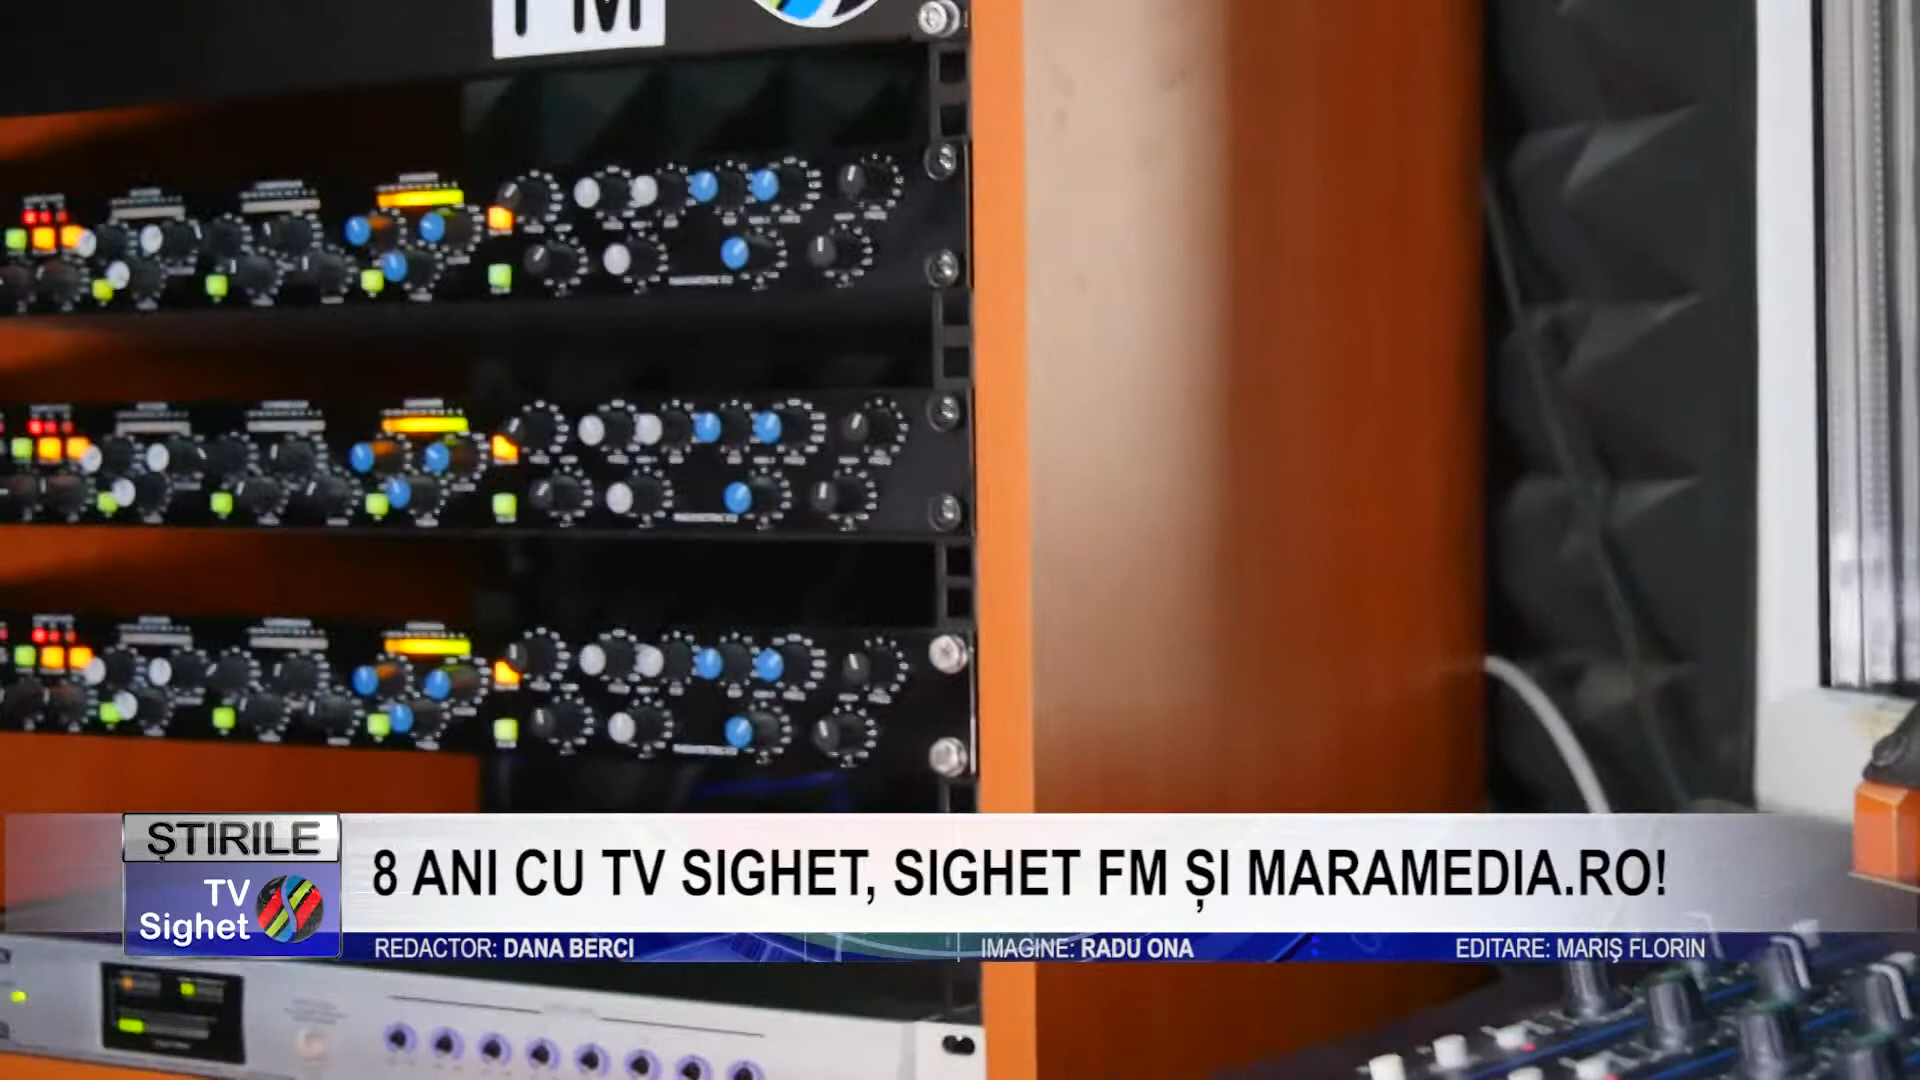 FM
ȘTIRILE
TV
Sighet
8 ANI CU TV SIGHET, SIGHET FM ȘI MARAMEDIA.RO!
REDACTOR: DANA BERCI
IMAGINE: RADU ONA
EDITARE: MARIŞ FLORIN